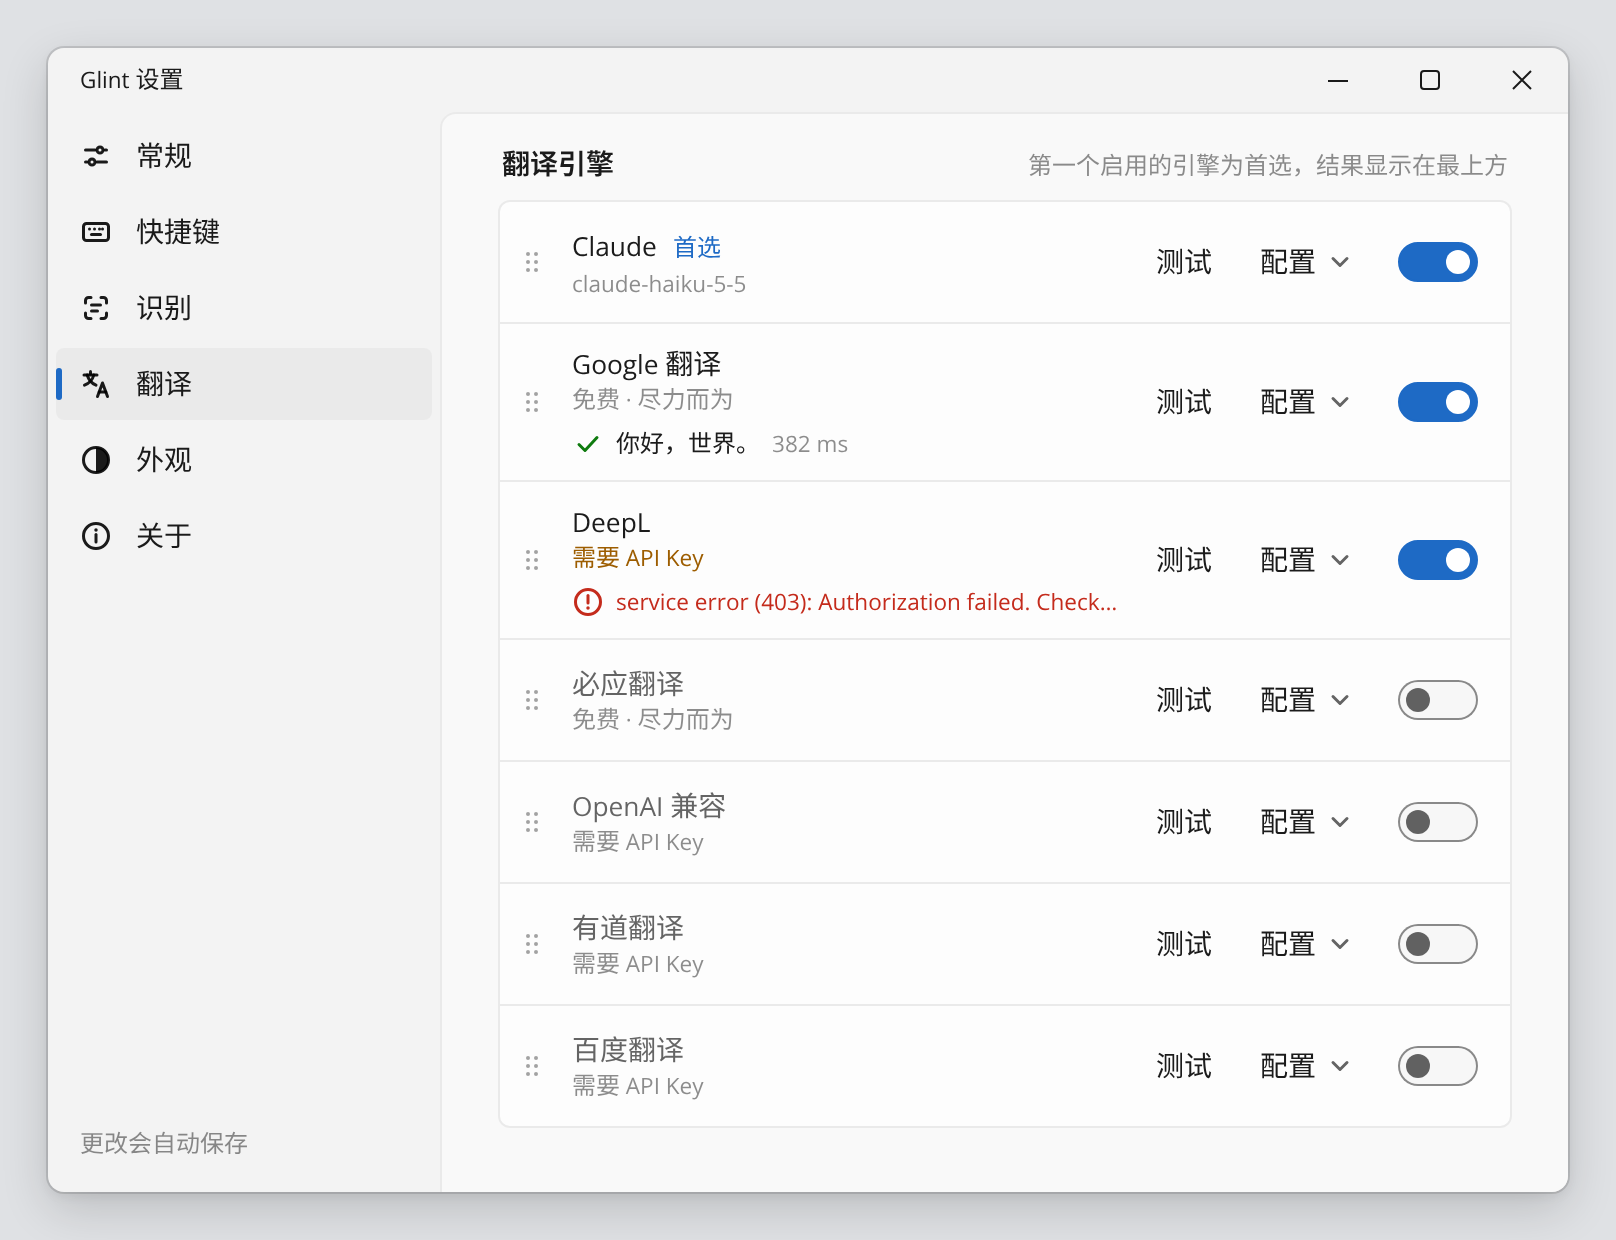 Glint 设置
常规
快捷键
识别
翻译
外观
关于
更改会自动保存
翻译引擎
第一个启用的引擎为首选，结果显示在最上方
Claude 首选
claude-haiku-5-5
测试 配置
Google 翻译
免费 · 尽力而为
你好，世界。 382 ms
测试 配置
DeepL
需要 API Key
service error (403): Authorization failed. Check...
测试 配置
必应翻译
免费 · 尽力而为
测试 配置
OpenAI 兼容
需要 API Key
测试 配置
有道翻译
需要 API Key
测试 配置
百度翻译
需要 API Key
测试 配置